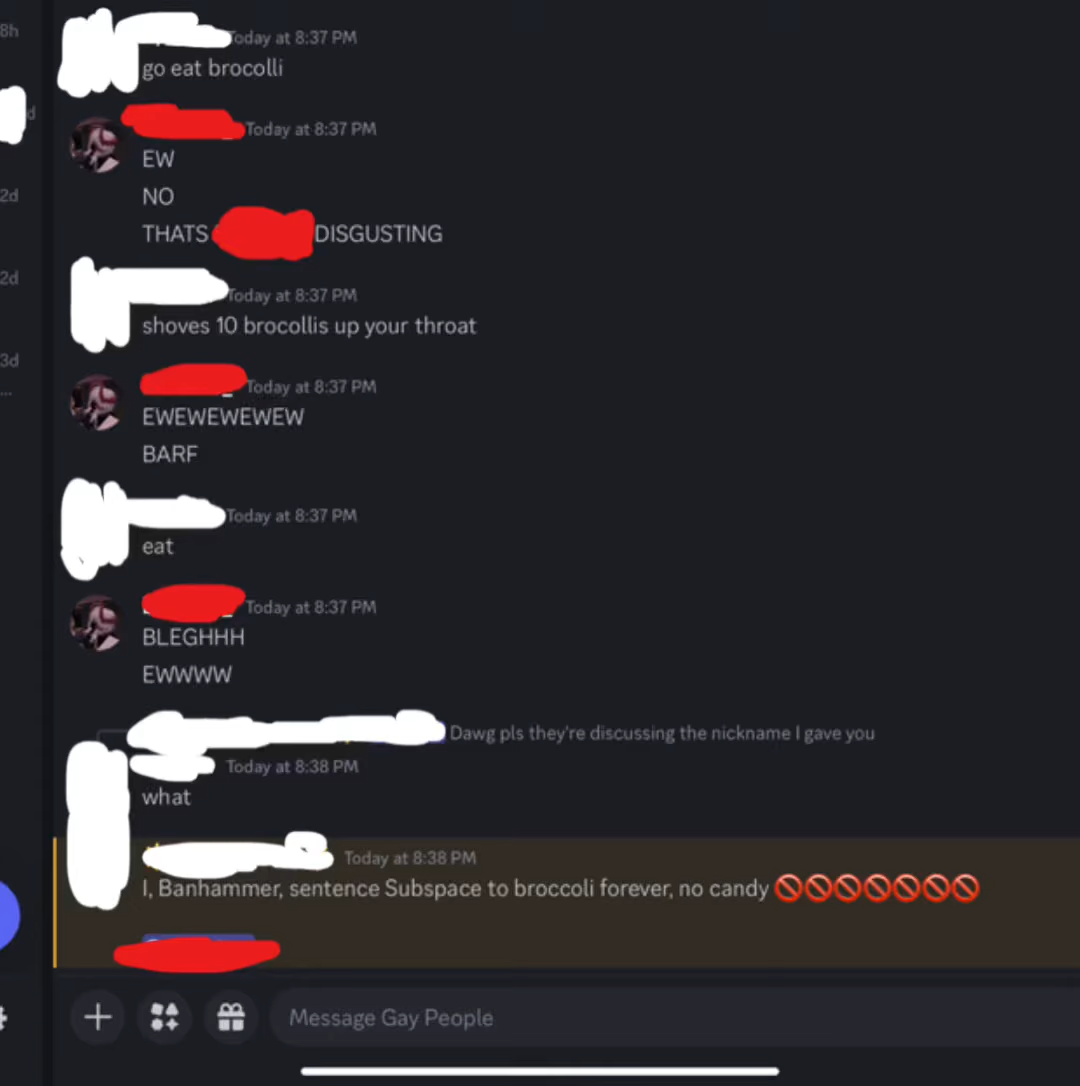 8h
Today at 8:37 PM
go eat brocolli
d
Today at 8:37 PM
EW
2d
NO
THATS DISGUSTING
2d
Today at 8:37 PM
shoves 10 brocollis up your throat
3d
...
Today at 8:37 PM
EWEWEWEWEW
BARF
Today at 8:37 PM
eat
Today at 8:37 PM
BLEGHHH
EWWWW
Dawg pls they're discussing the nickname I gave you
Today at 8:38 PM
what
Today at 8:38 PM
I, Banhammer, sentence Subspace to broccoli forever, no candy 🚫🚫🚫🚫🚫🚫🚫
Message Gay People